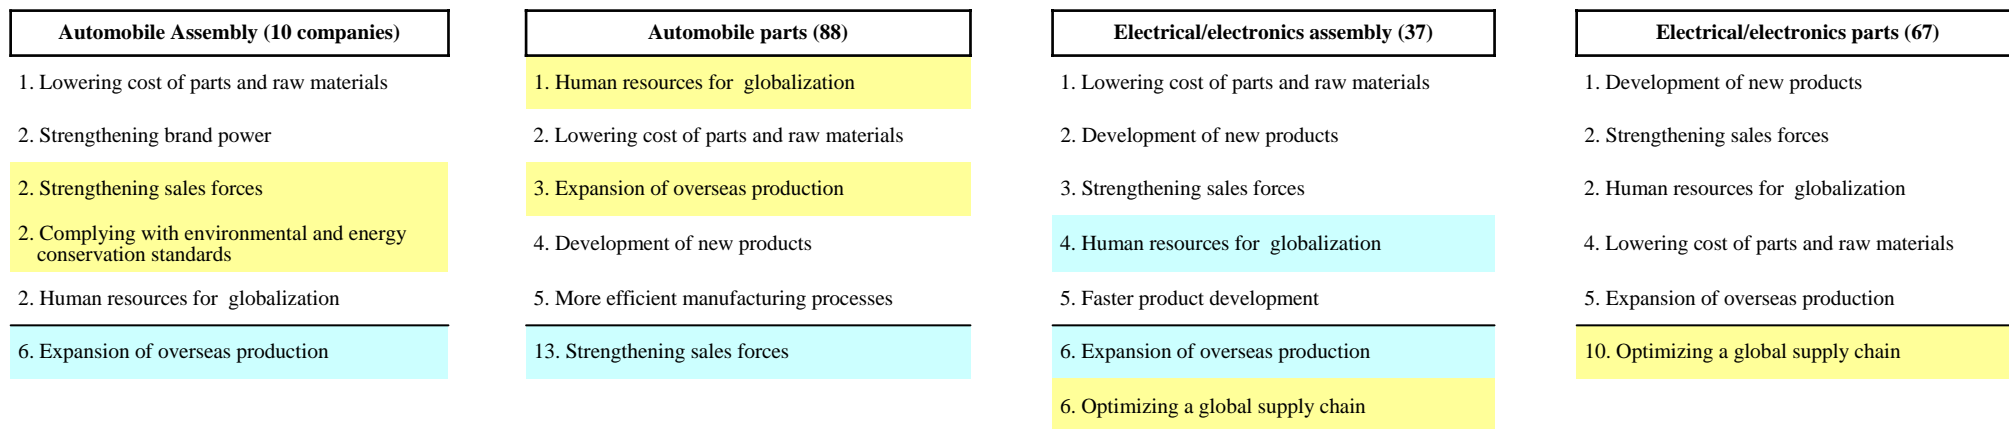 Automobile Assembly (10 companies)
1. Lowering cost of parts and raw materials
2. Strengthening brand power
2. Strengthening sales forces
2. Complying with environmental and energy
conservation standards
2. Human resources for globalization
6. Expansion of overseas production
Automobile parts (88)
1. Human resources for globalization
2. Lowering cost of parts and raw materials
3. Expansion of overseas production
4. Development of new products
5. More efficient manufacturing processes
13. Strengthening sales forces
Electrical/electronics assembly (37)
1. Lowering cost of parts and raw materials
2. Development of new products
3. Strengthening sales forces
4. Human resources for globalization
5. Faster product development
6. Expansion of overseas production
6. Optimizing a global supply chain
Electrical/electronics parts (67)
1. Development of new products
2. Strengthening sales forces
2. Human resources for globalization
4. Lowering cost of parts and raw materials
5. Expansion of overseas production
10. Optimizing a global supply chain